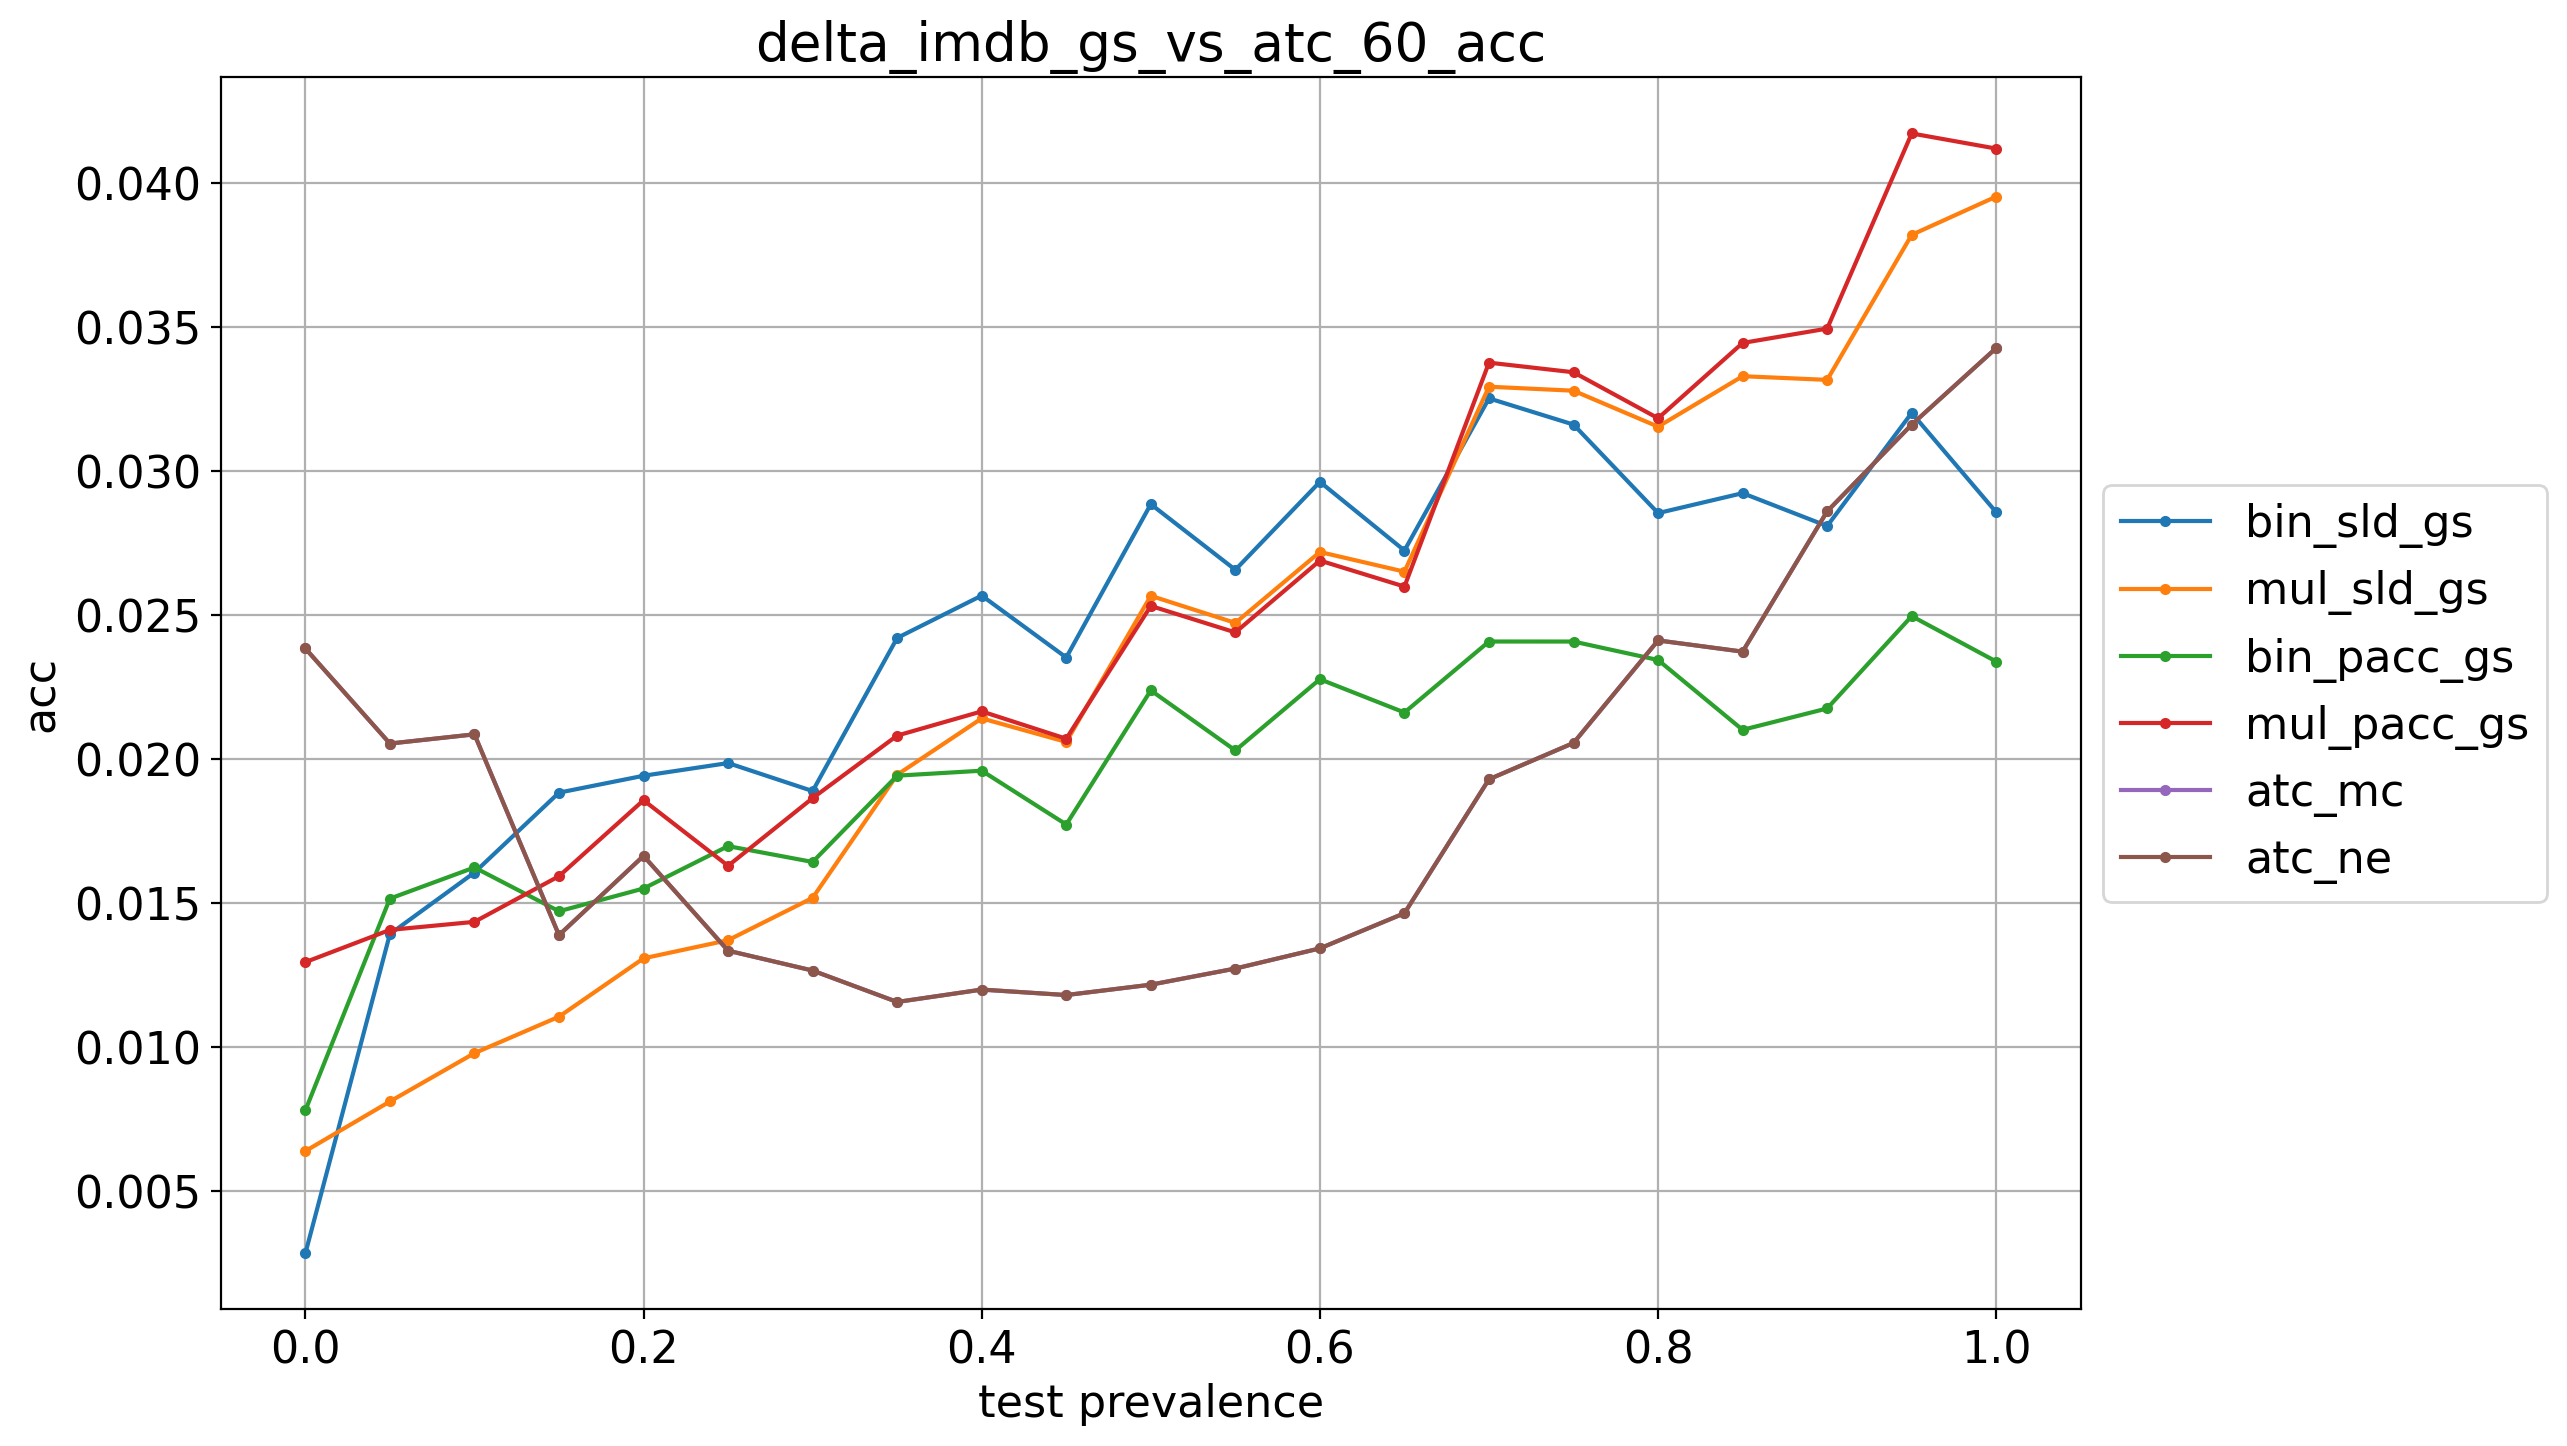 delta_imdb_gs_vs_atc_60_acc
acc
0.040
0.035
0.030
0.025
0.020
0.015
0.010
0.005
0.0 0.2 0.4 0.6 0.8 1.0
test prevalence
bin_sld_gs
mul_sld_gs
bin_pacc_gs
mul_pacc_gs
atc_mc
atc_ne